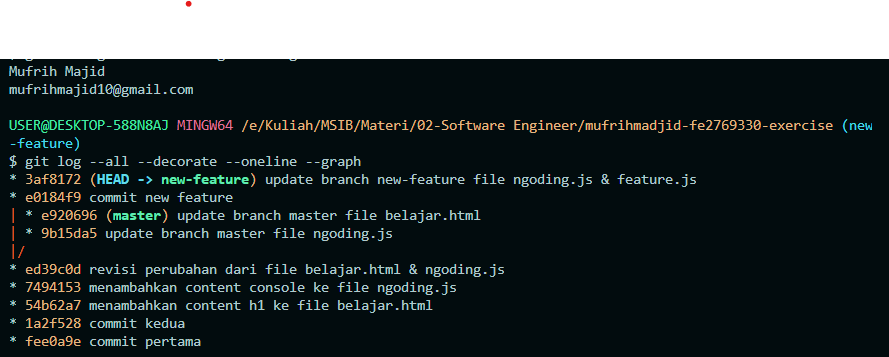 Mufrih Majid
mufrihmajid10@gmail.com
USER@DESKTOP-588N8AJ MINGW64 /e/Kuliah/MSIB/Materi/02-Software Engineer/mufrihmadjid-fe2769330-exercise (new
-feature)
$ git log --all --decorate --oneline --graph
* 3af8172 (HEAD -> new-feature) update branch new-feature file ngoding.js & feature.js
* e0184f9 commit new feature
| * e920696 (master) update branch master file belajar.html
| * 9b15da5 update branch master file ngoding.js
|/
* ed39c0d revisi perubahan dari file belajar.html & ngoding.js
* 7494153 menambahkan content console ke file ngoding.js
* 54b62a7 menambahkan content h1 ke file belajar.html
* 1a2f528 commit kedua
* fee0a9e commit pertama